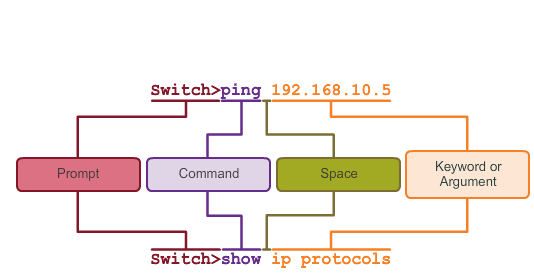 Switch>ping 192.168.10.5
Prompt
Command
Space
Keyword or
Argument
Switch>show ip protocols